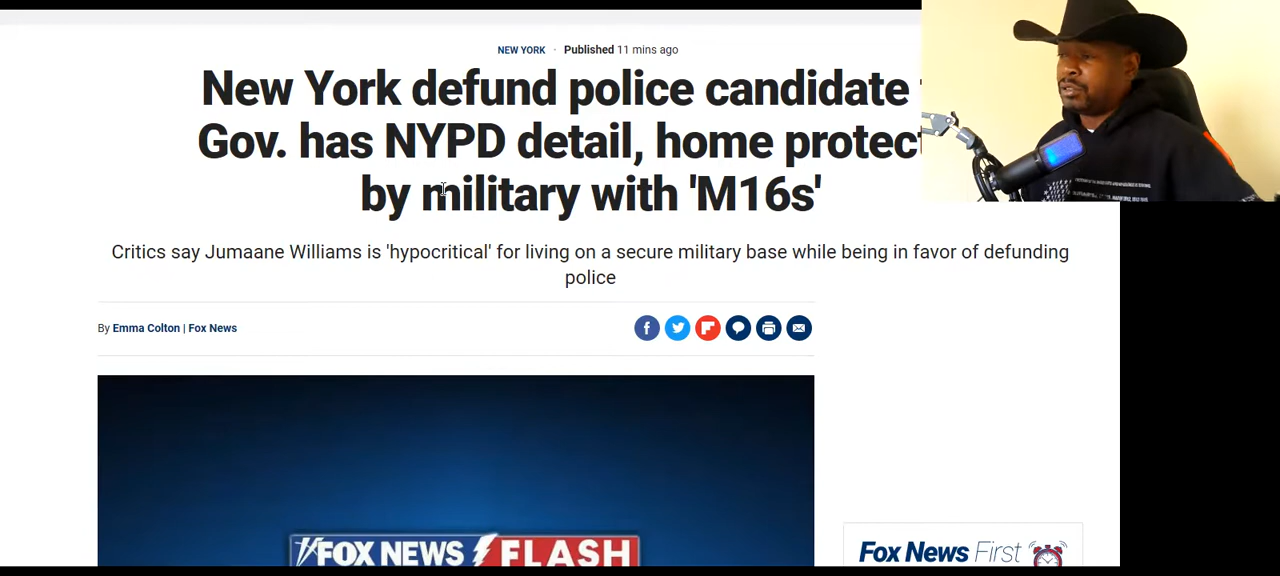 NEW YORK · Published 11 mins ago
New York defund police candidate
Gov. has NYPD detail, home protect
by military with 'M16s'
Critics say Jumaane Williams is 'hypocritical' for living on a secure military base while being in favor of defunding
police
By Emma Colton | Fox News
FOX NEWS FLASH
Fox News First